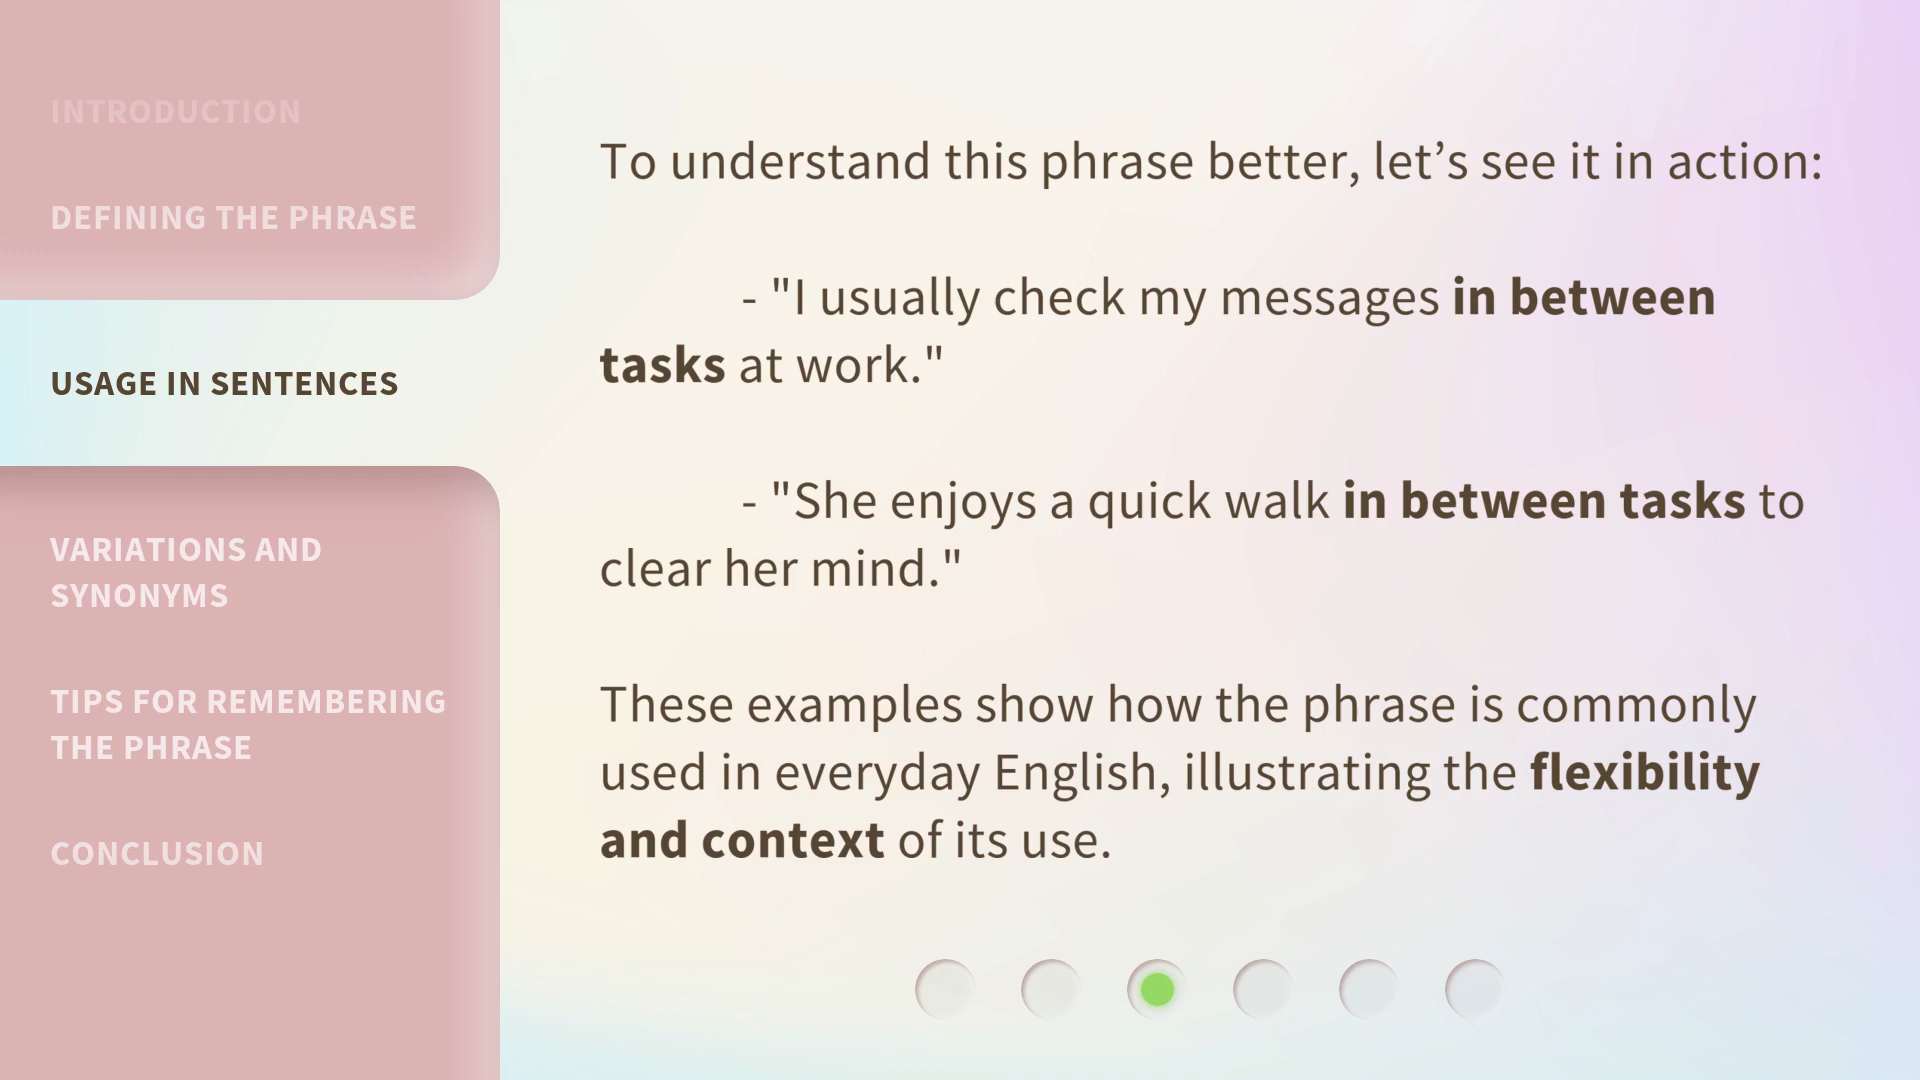 INTRODUCTION
DEFINING THE PHRASE
USAGE IN SENTENCES
VARIATIONS AND
SYNONYMS
TIPS FOR REMEMBERING
THE PHRASE
CONCLUSION
To understand this phrase better, let’s see it in action:
- "I usually check my messages in between
tasks at work."
- "She enjoys a quick walk in between tasks to
clear her mind."
These examples show how the phrase is commonly
used in everyday English, illustrating the flexibility
and context of its use.